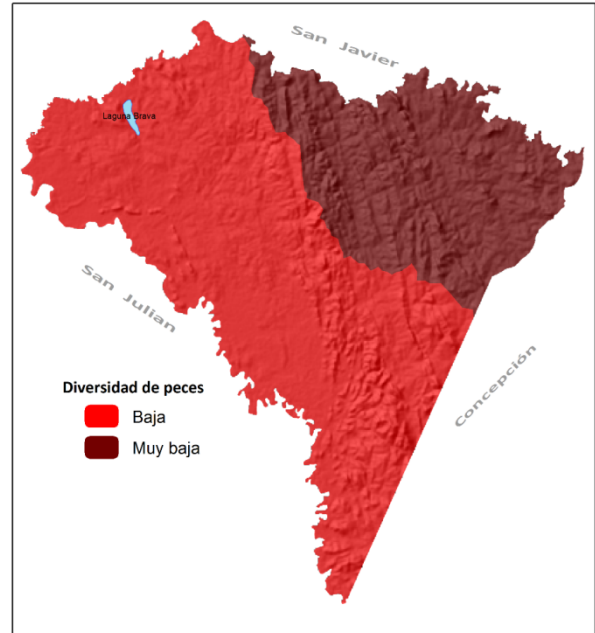 San Javier
Laguna Brava
San Julian
Concepción
Diversidad de peces
Baja
Muy baja